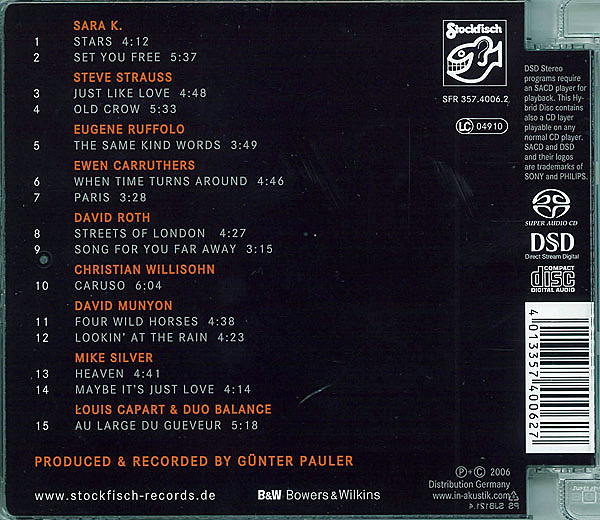 SARA K.
1 STARS 4:12
2 SET YOU FREE 5:37
STEVE STRAUSS
3 JUST LIKE LOVE 4:48
4 OLD CROW 5:33
EUGENE RUFFOLO
5 THE SAME KIND WORDS 3:49
EWEN CARRUTHERS
6 WHEN TIME TURNS AROUND 4:46
7 PARIS 3:28
DAVID ROTH
8 STREETS OF LONDON 4:27
9 SONG FOR YOU FAR AWAY 3:15
CHRISTIAN WILLISOHN
10 CARUSO 6:04
DAVID MUNYON
11 FOUR WILD HORSES 4:38
12 LOOKIN' AT THE RAIN 4:23
MIKE SILVER
13 HEAVEN 4:41
14 MAYBE IT'S JUST LOVE 4:14
LOUIS CAPART & DUO BALANCE
15 AU LARGE DU GUEVEUR 5:18
PRODUCED & RECORDED BY GÜNTER PAULER
www.stockfisch-records.de
B&W Bowers & Wilkins
Stockfisch
SFR 357.4006.2
LC 04910
DSD Stereo
programs require
an SACD player for
playback. This Hy-
brid Disc contains
also a CD layer
playable on any
normal CD player.
SACD and DSD
and their logos
are trademarks of
SONY and PHILIPS.
SUPER AUDIO CD
DSD
Direct Stream Digital
COMPACT
disc
DIGITAL AUDIO
4 013357 400627
P + C 2006
Distribution Germany
www.in-akustik.com